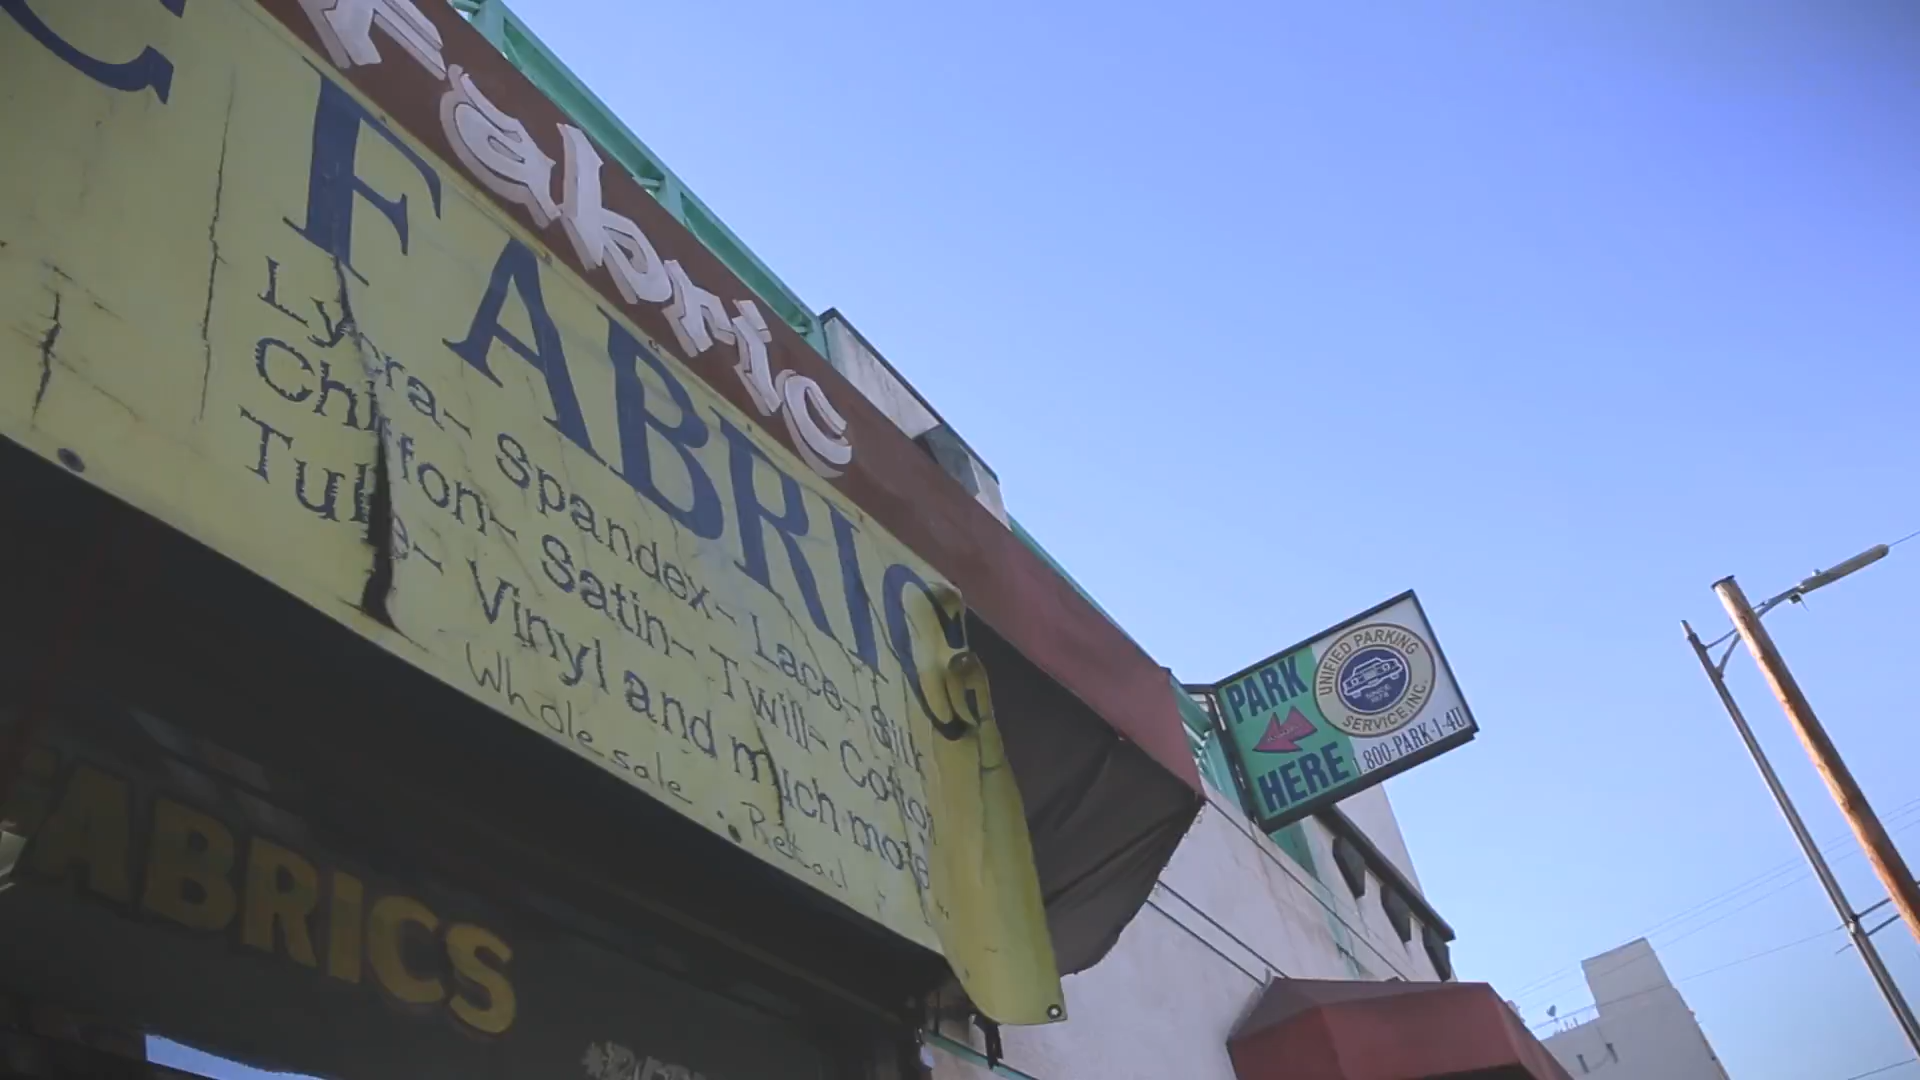 Fabric
C FABRIC
Lycra- Spandex- Lace- Silk
Chiffon- Satin- Twill- Cotton
Tulle- Vinyl and much more
Wholesale . Retail
FABRICS
PARK
HERE
UNIFIED PARKING
SERVICE, INC.
SINCE
1.800-PARK-1-4U